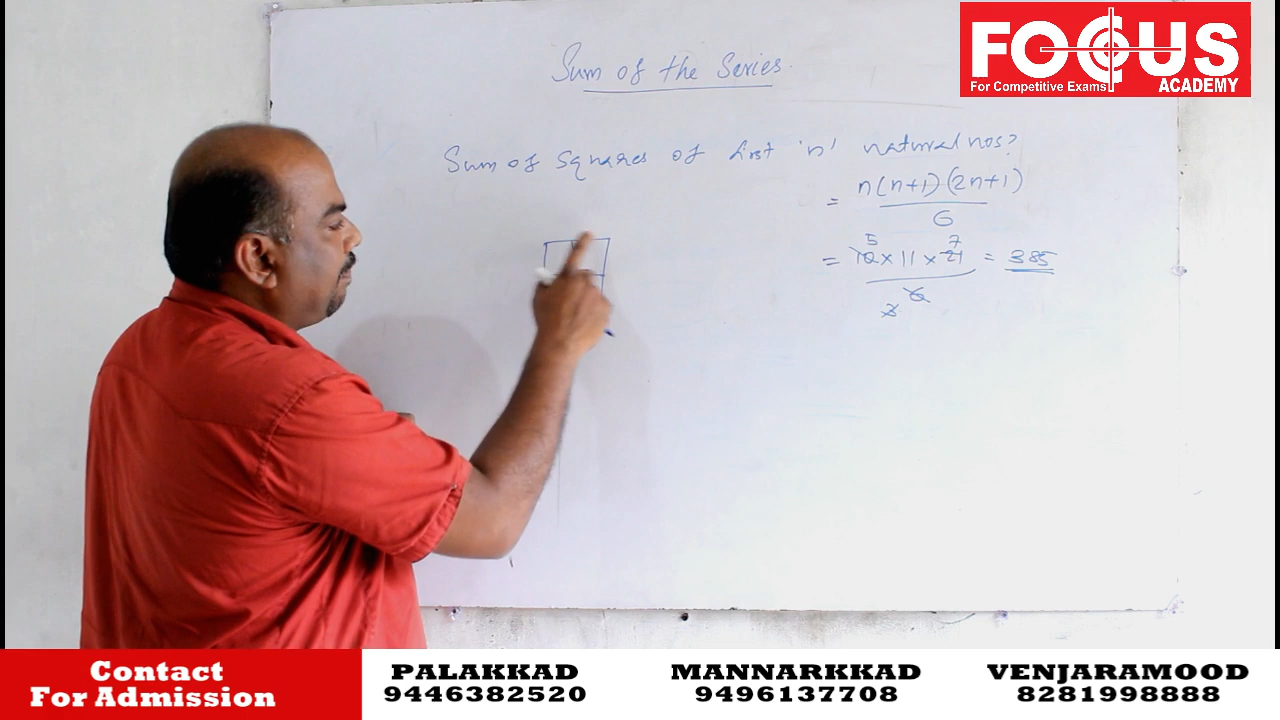 FOCUS
For Competitive Exams ACADEMY
Sum of the Series
Sum of Squares of first 'n' natural nos?
= n(n+1)(2n+1)
6
5 7
= 10 x 11 x 21 = 385
6
3
Contact
For Admission
PALAKKAD
9446382520
MANNARKKAD
9496137708
VENJARAMOOD
8281998888